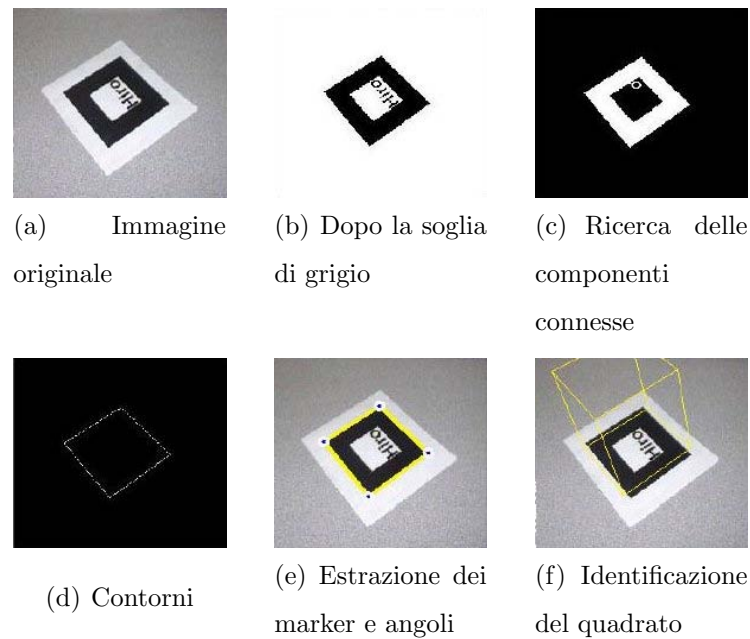 Hiro
Hiro
(a) Immagine
originale
(b) Dopo la soglia
di grigio
(c) Ricerca delle
componenti
connesse
Hiro
Hiro
(d) Contorni
(e) Estrazione dei
marker e angoli
(f) Identificazione
del quadrato